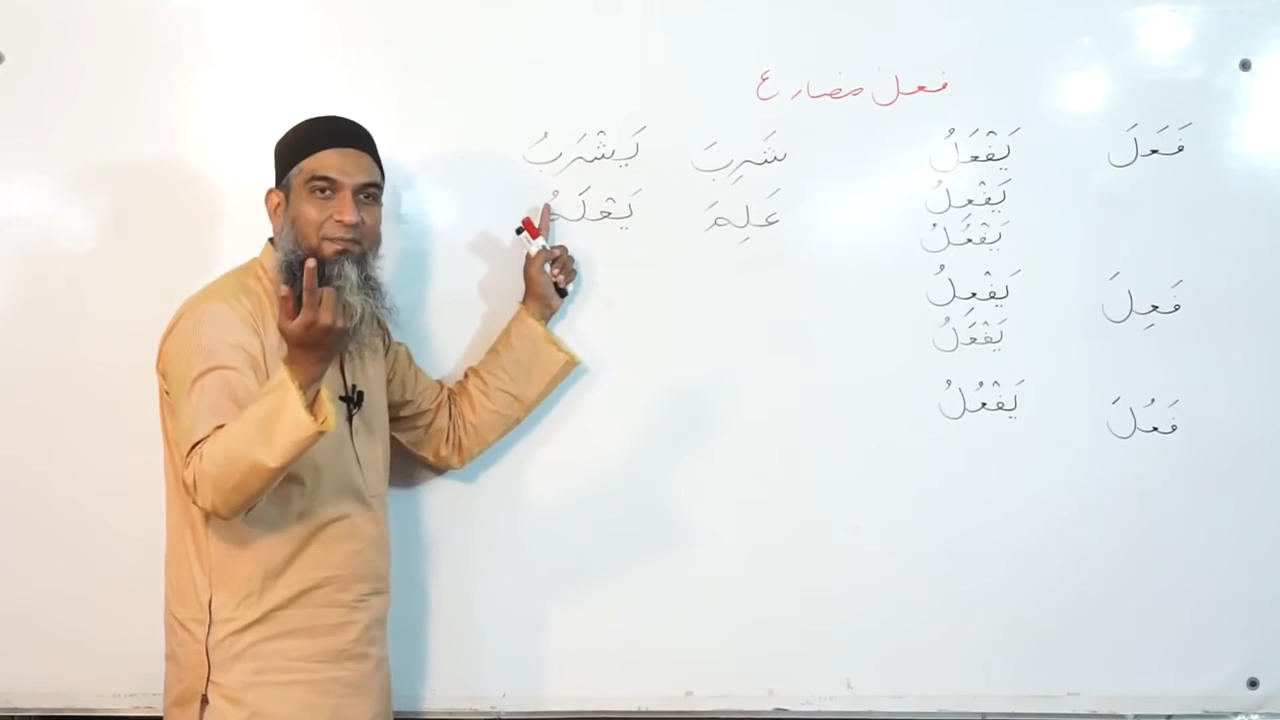 فعل مضارع
فَعَلَ يَفْعَلُ شَرِبَ يَشْرَبُ
يَفْعِلُ عَلِمَ يَعْلَمُ
يَفْعُلُ
فَعِلَ يَفْعِلُ
يَفْعَلُ
فَعُلَ يَفْعُلُ